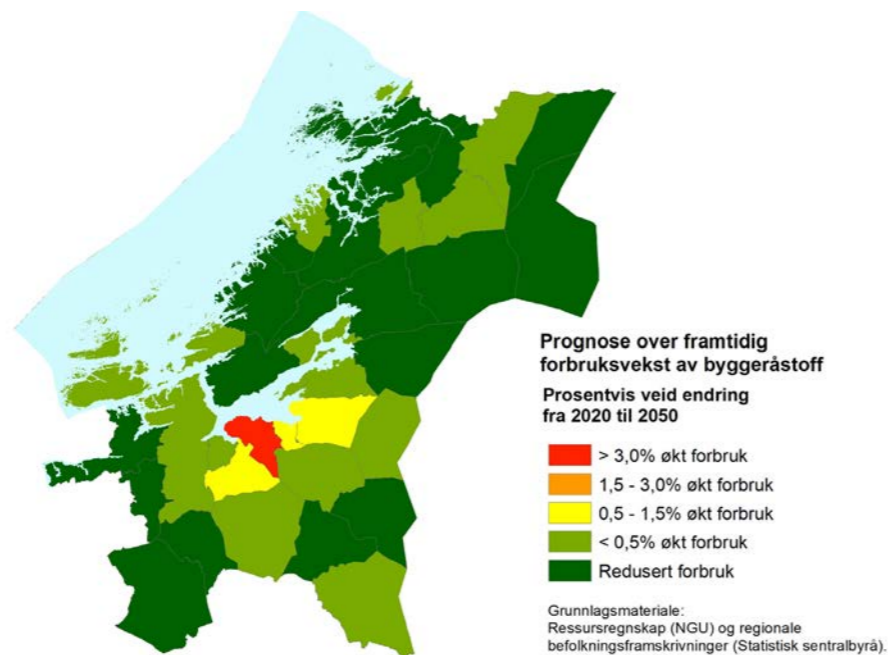 Prognose over framtidig
forbruksvekst av byggeråstoff
Prosentvis veid endring
fra 2020 til 2050
> 3,0% økt forbruk
1,5 - 3,0% økt forbruk
0,5 - 1,5% økt forbruk
< 0,5% økt forbruk
Redusert forbruk
Grunnlagsmateriale:
Ressursregnskap (NGU) og regionale
befolkningsframskrivninger (Statistisk sentralbyrå).